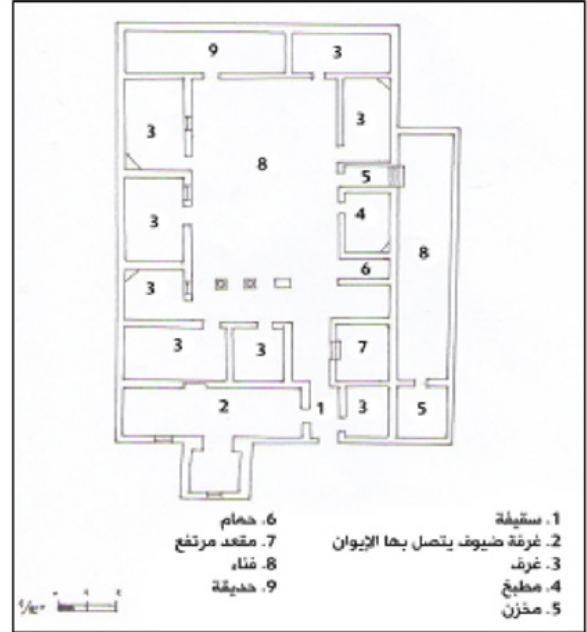 9 3
3 3
8
5
3 4
8
6
3
7
3 3
2 1 3 5
1. سقيفة
2. غرفة ضيوف يتصل بها الإيوان
3. غرف
4. مطبخ
5. مخزن
6. حمام
7. مقعد مرتفع
8. فناء
9. حديقة